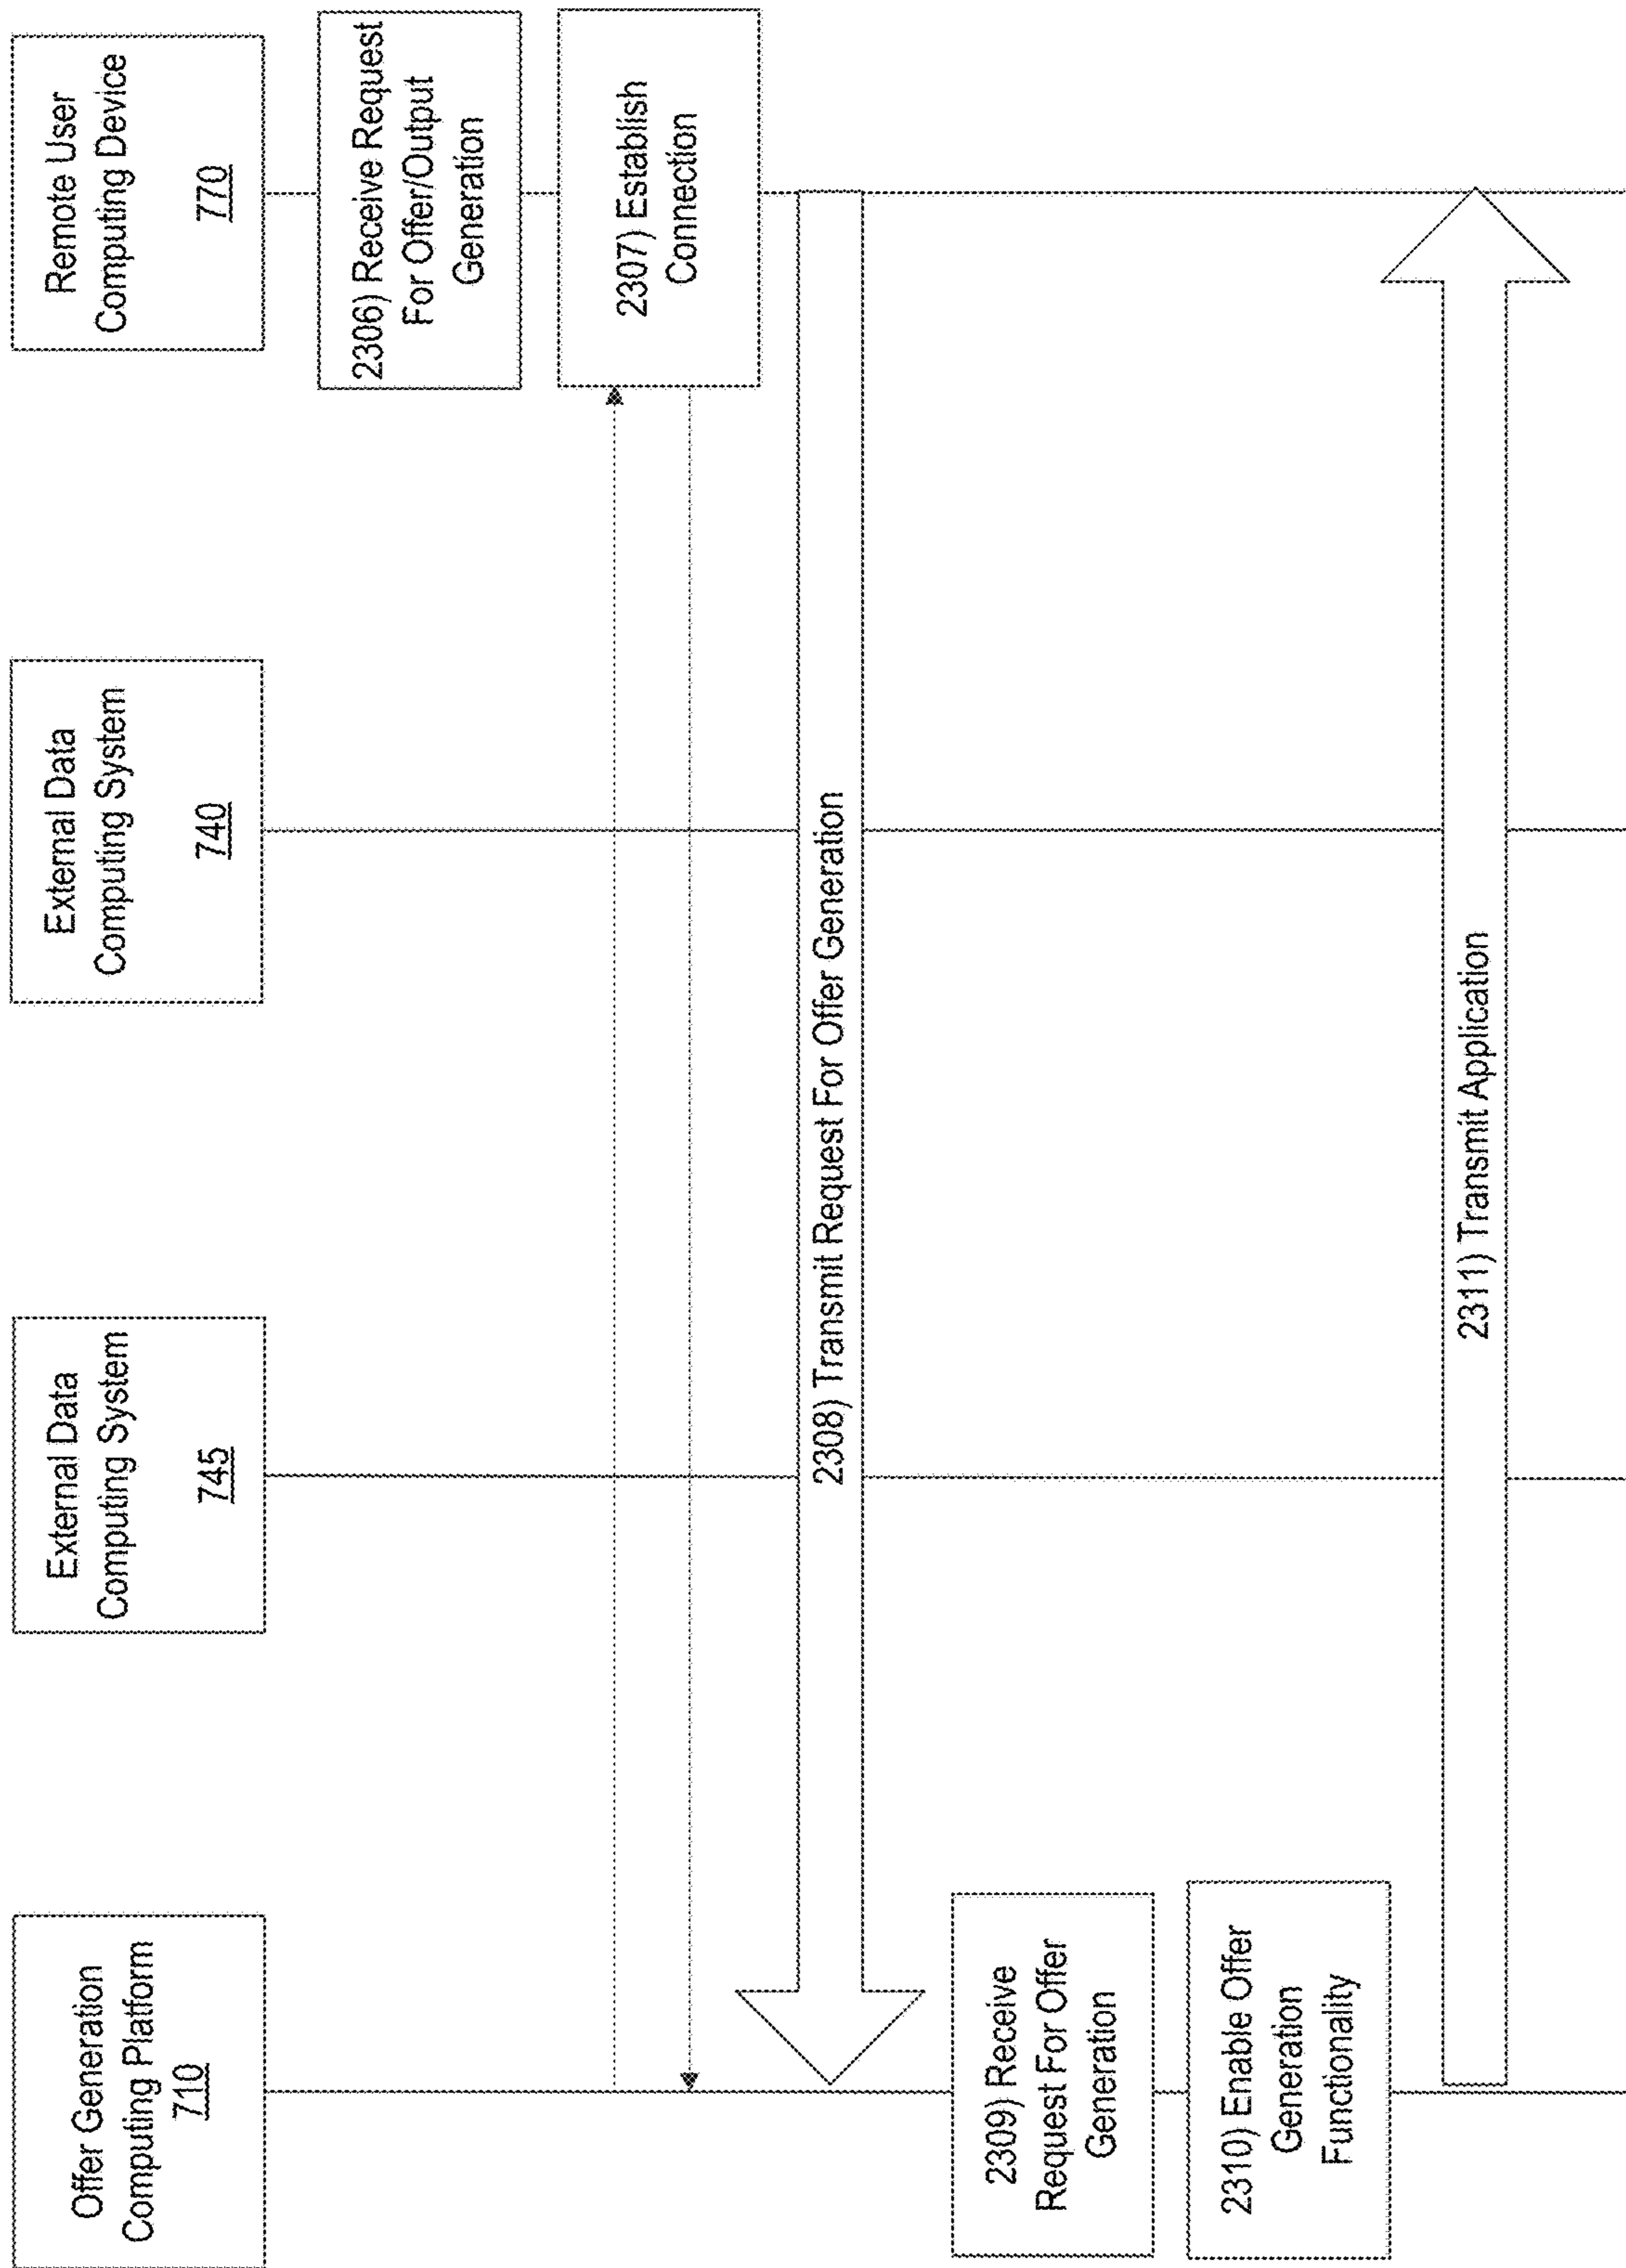 Offer Generation
Computing Platform
710
External Data
Computing System
745
External Data
Computing System
740
Remote User
Computing Device
770
2306) Receive Request
For Offer/Output
Generation
2307) Establish
Connection
2308) Transmit Request For Offer Generation
2309) Receive
Request For Offer
Generation
2310) Enable Offer
Generation
Functionality
2311) Transmit Application